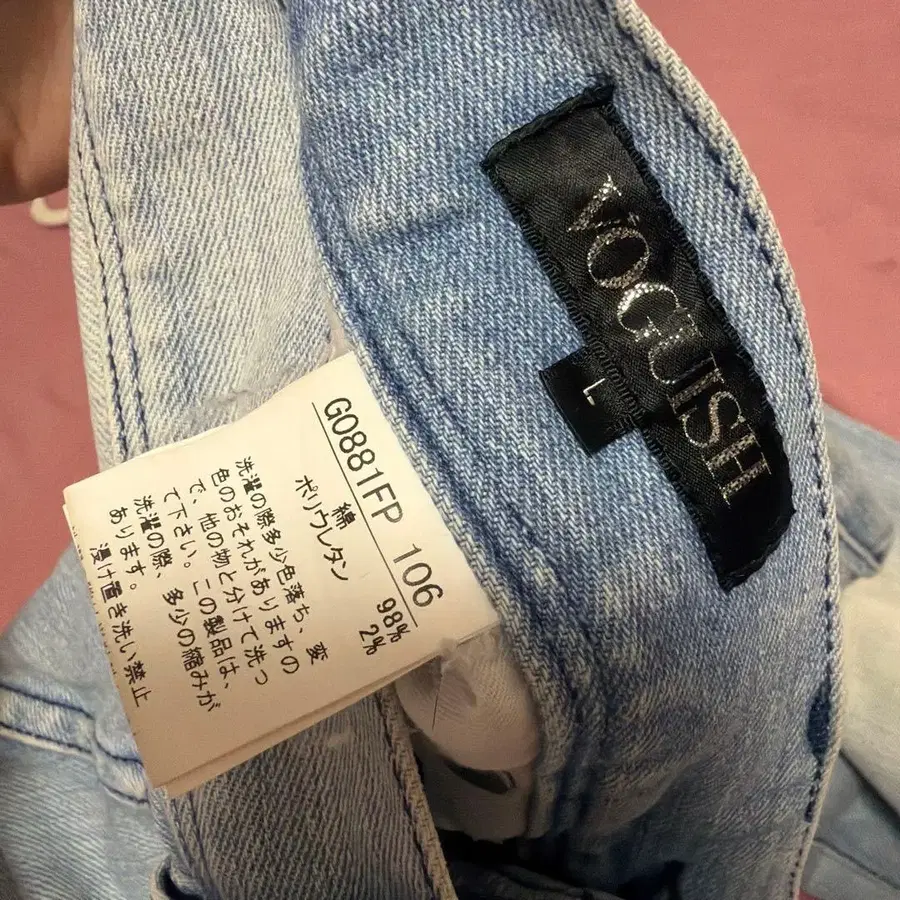 VOGUISH
L
G0881FP 106
綿 98%
ポリウレタン 2%
洗濯の際多少色落ち、変
色のおそれがありますの
で、他の物と分けて洗っ
て下さい。この製品は、
洗濯の際、多少の縮みが
あります。
浸け置き洗い禁止